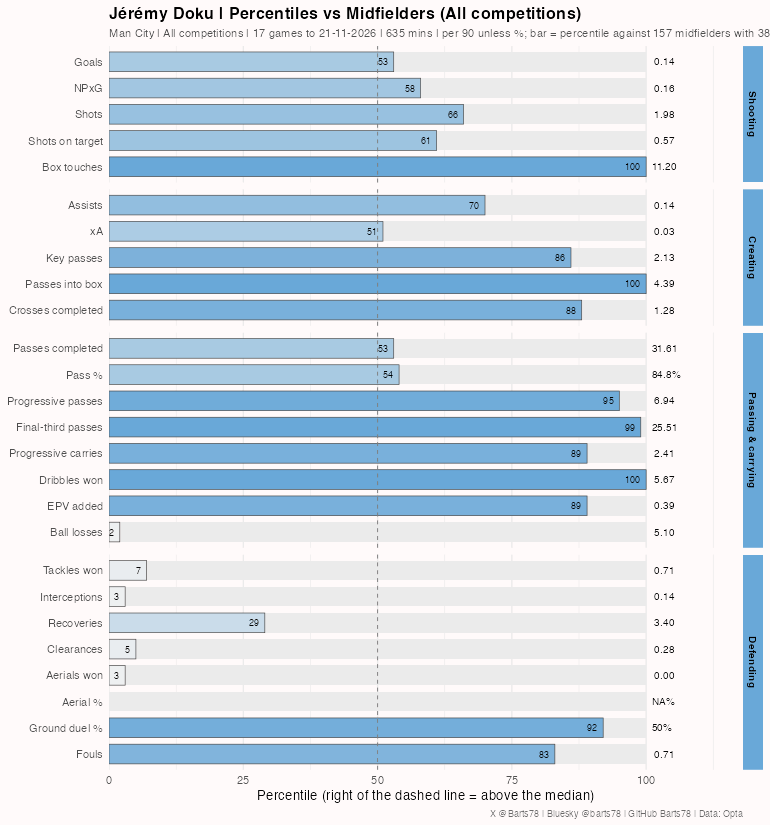 Jérémy Doku | Percentiles vs Midfielders (All competitions)
Man City | All competitions | 17 games to 21-11-2026 | 635 mins | per 90 unless %; bar = percentile against 157 midfielders with 38
Goals 53 0.14
NPxG 58 0.16
Shots 66 1.98
Shots on target 61 0.57
Box touches 100 11.20
Shooting
Assists 70 0.14
xA 51 0.03
Key passes 86 2.13
Passes into box 100 4.39
Crosses completed 88 1.28
Creating
Passes completed 53 31.61
Pass % 54 84.8%
Progressive passes 95 6.94
Final-third passes 99 25.51
Progressive carries 89 2.41
Dribbles won 100 5.67
EPV added 89 0.39
Ball losses 2 5.10
Passing & carrying
Tackles won 7 0.71
Interceptions 3 0.14
Recoveries 29 3.40
Clearances 5 0.28
Aerials won 3 0.00
Aerial % NA%
Ground duel % 92 50%
Fouls 83 0.71
Defending
0 25 50 75 100
Percentile (right of the dashed line = above the median)
X @Barts78 | Bluesky @barts78 | GitHub Barts78 | Data: Opta